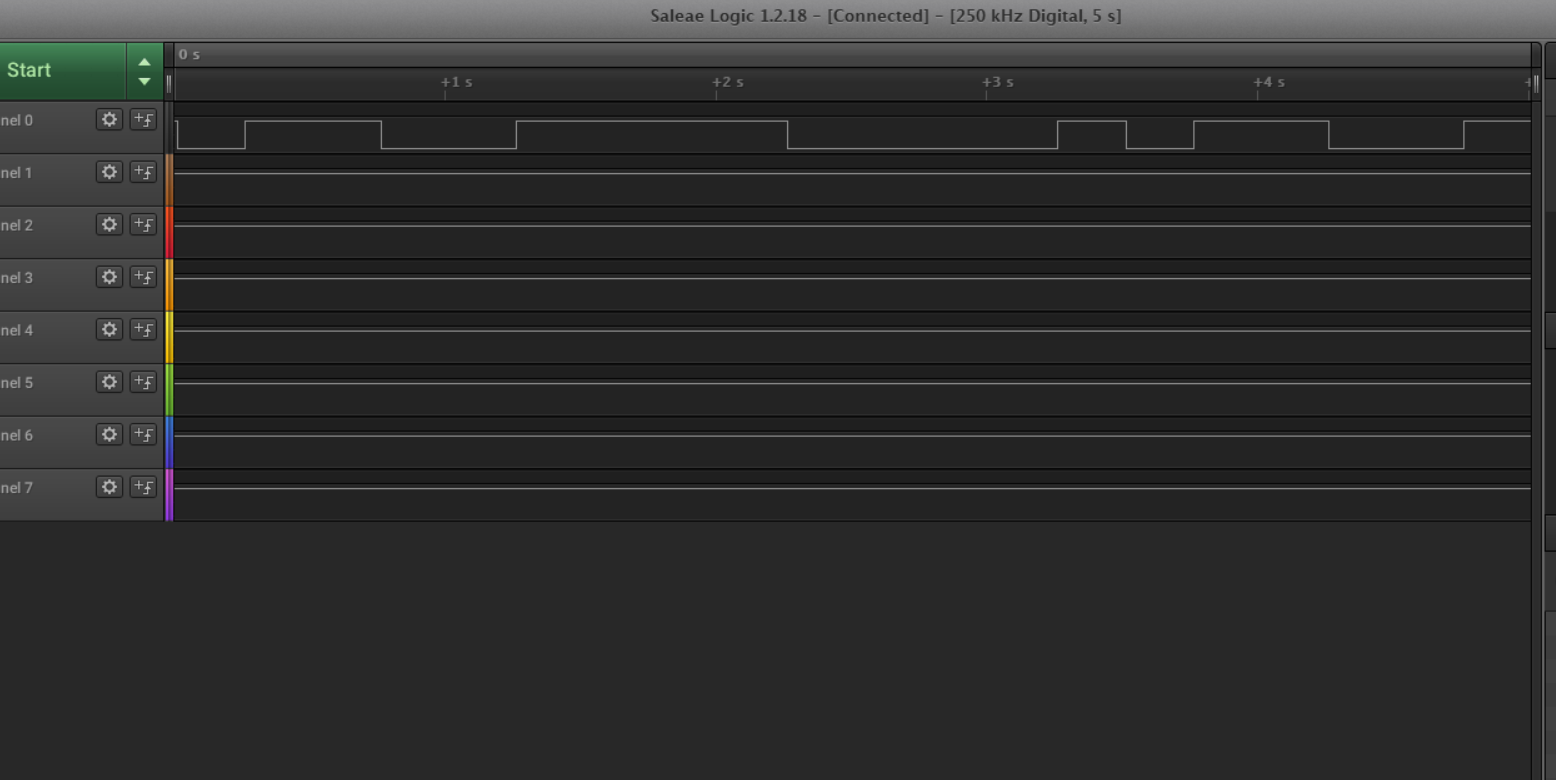 Saleae Logic 1.2.18 – [Connected] – [250 kHz Digital, 5 s]
Start
0 s
+1 s
+2 s
+3 s
+4 s
nel 0
nel 1
nel 2
nel 3
nel 4
nel 5
nel 6
nel 7